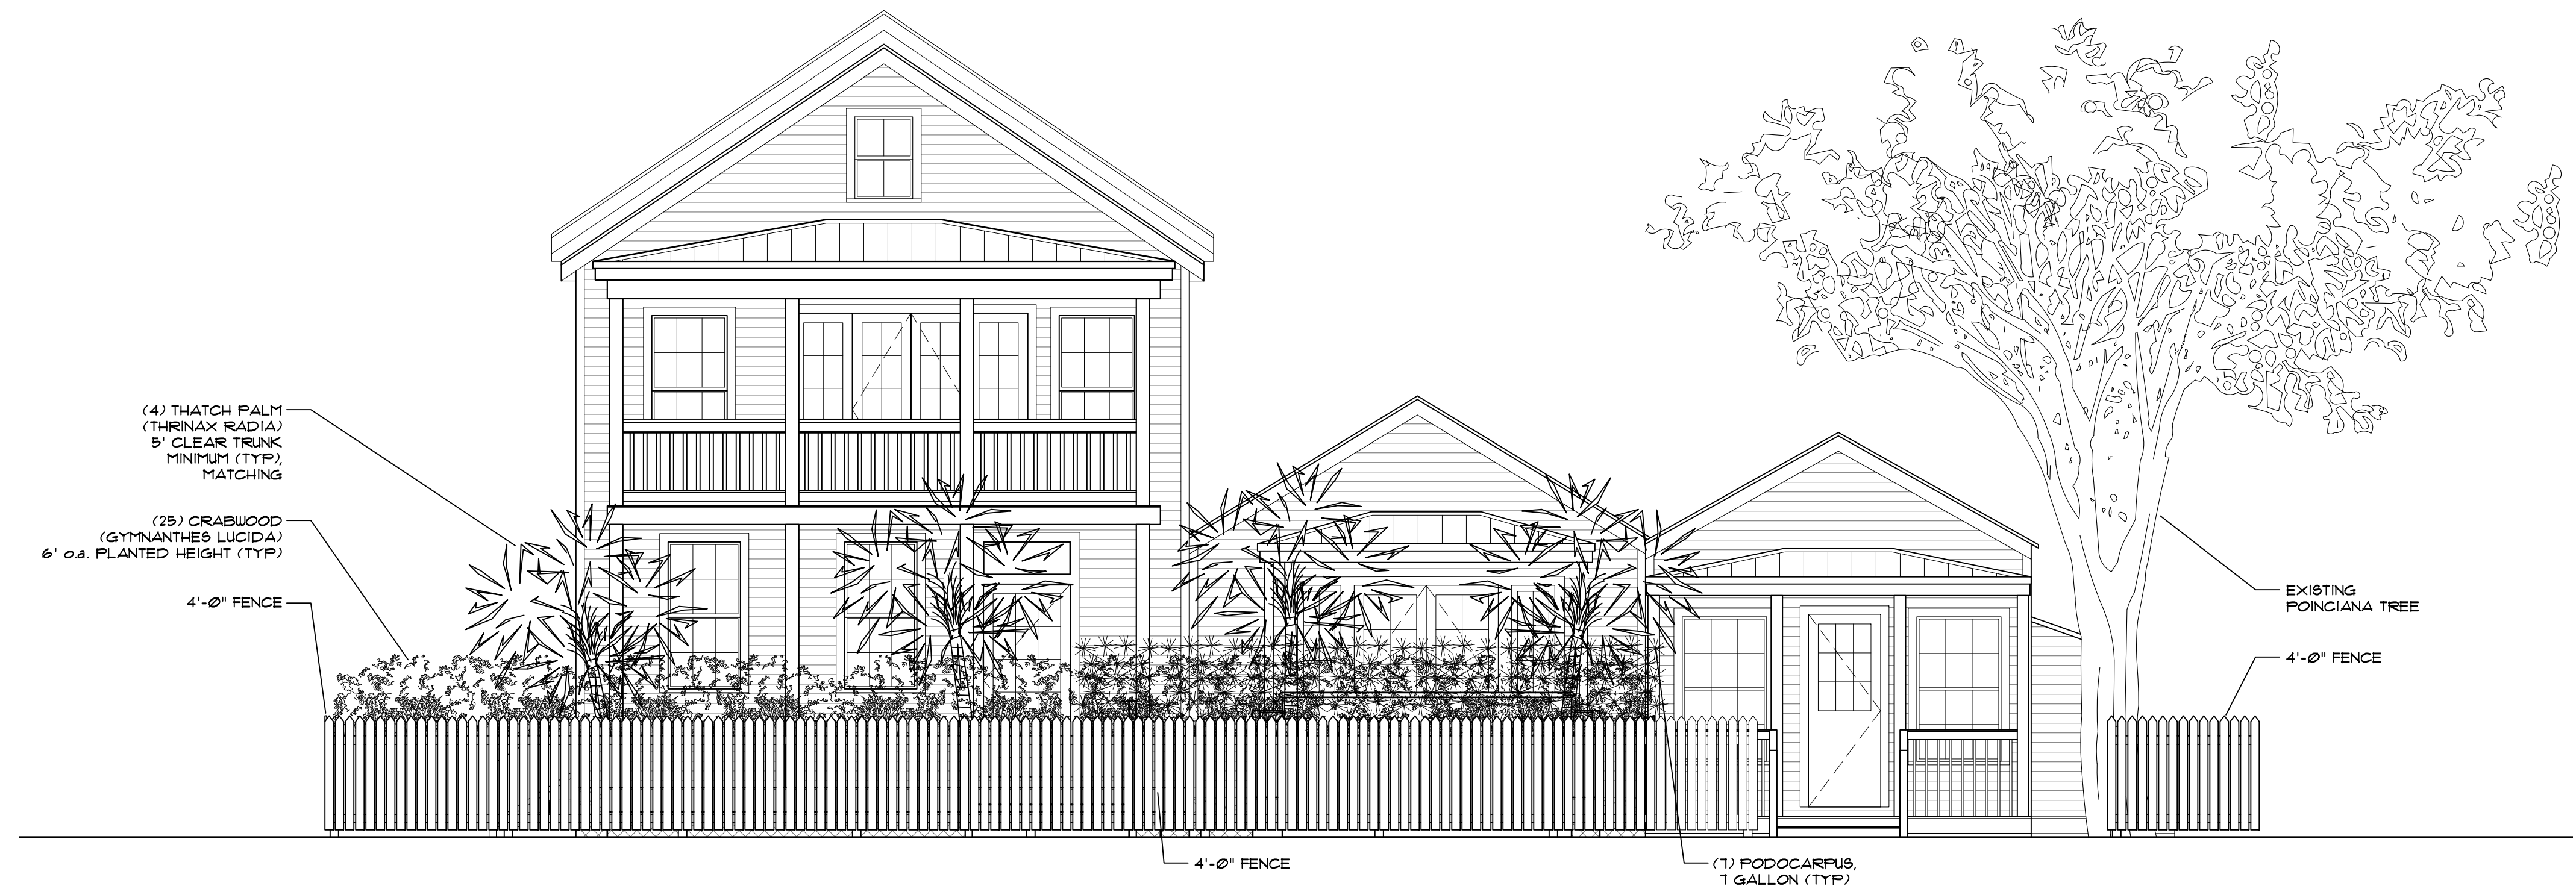 (4) THATCH PALM
(THRINAX RADIA)
5' CLEAR TRUNK
MINIMUM (TYP),
MATCHING
(25) CRABWOOD
(GYMNANTHES LUCIDA)
6' o.a. PLANTED HEIGHT (TYP)
4'-0" FENCE
EXISTING
POINCIANA TREE
4'-0" FENCE
4'-0" FENCE
(7) PODOCARPUS,
7 GALLON (TYP)